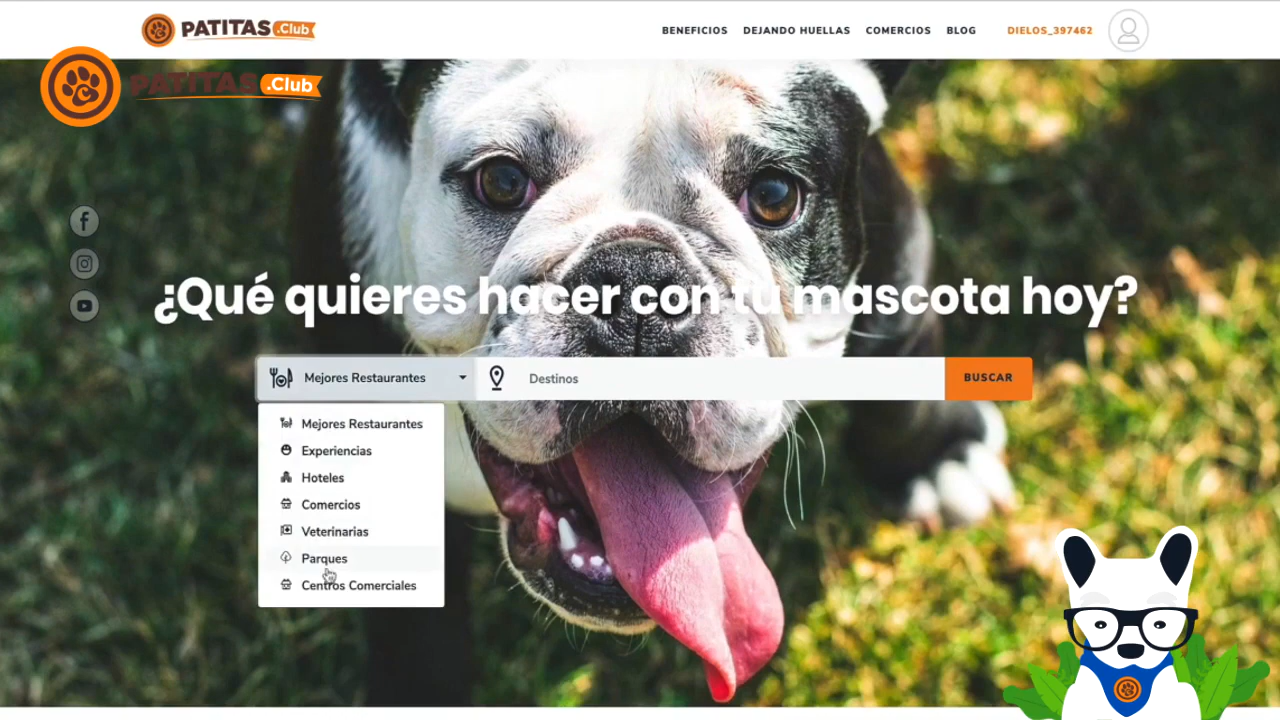 PATITAS .Club
BENEFICIOS DEJANDO HUELLAS COMERCIOS BLOG DIELOS_397462
PATITAS .Club
¿Qué quieres hacer con tu mascota hoy?
Mejores Restaurantes
Destinos
BUSCAR
Mejores Restaurantes
Experiencias
Hoteles
Comercios
Veterinarias
Parques
Centros Comerciales